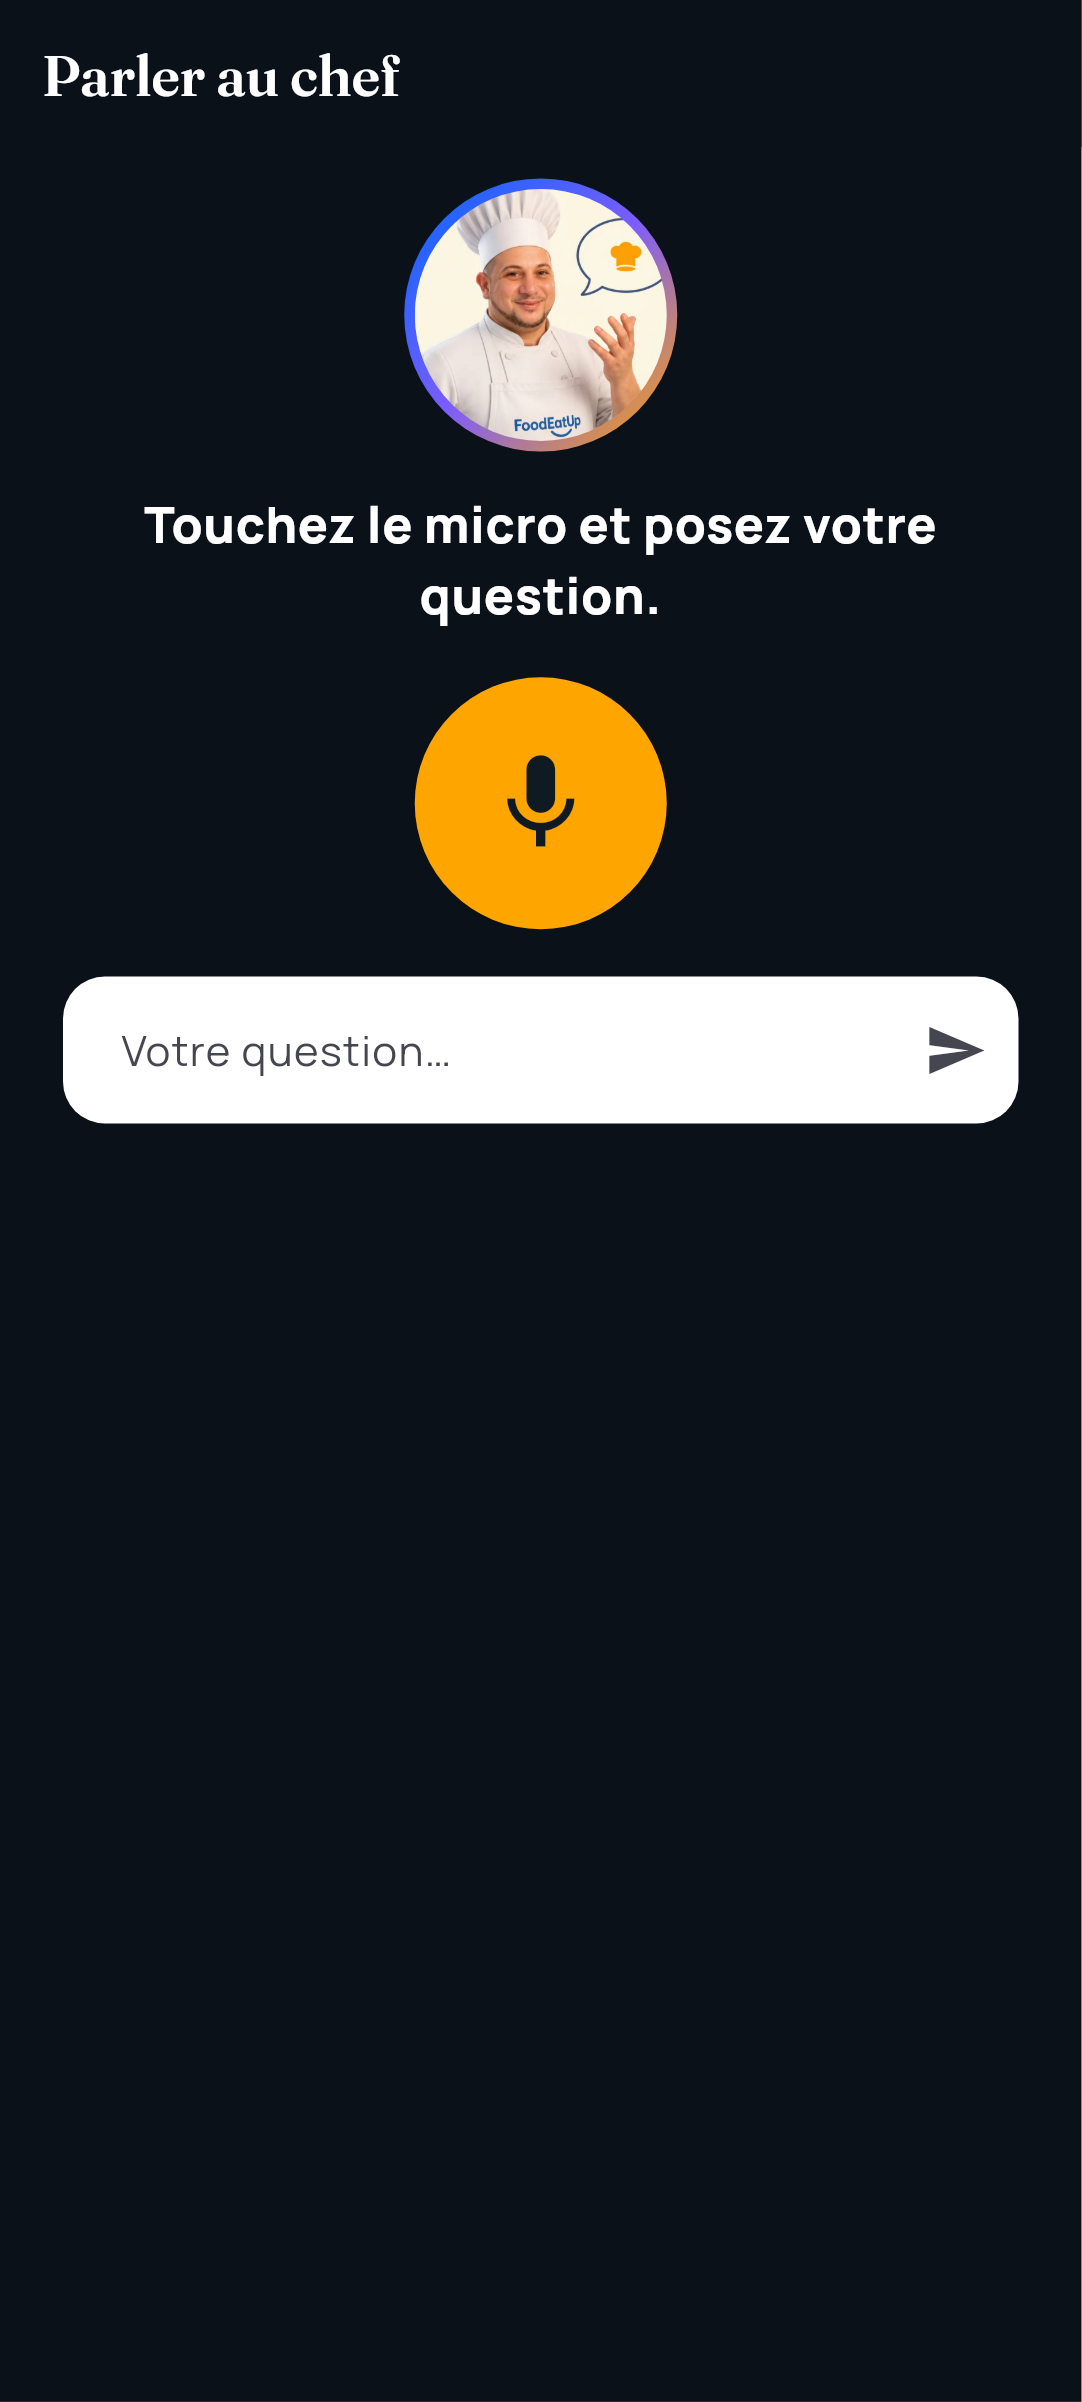 Parler au chef
FoodEatUp
Touchez le micro et posez votre
question.
Votre question...